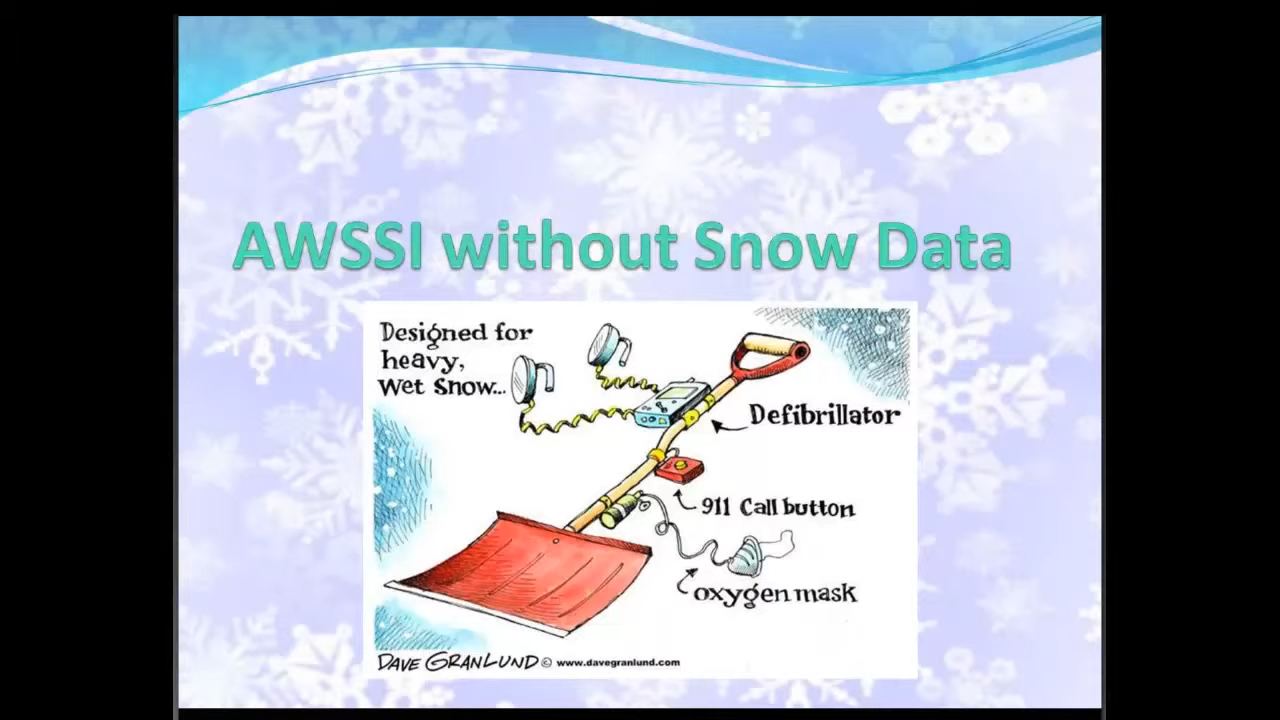 AWSSI without Snow Data
Designed for
heavy,
Wet Snow...
Defibrillator
911 Call button
oxygen mask
DAVE GRANLUND © www.davegranlund.com